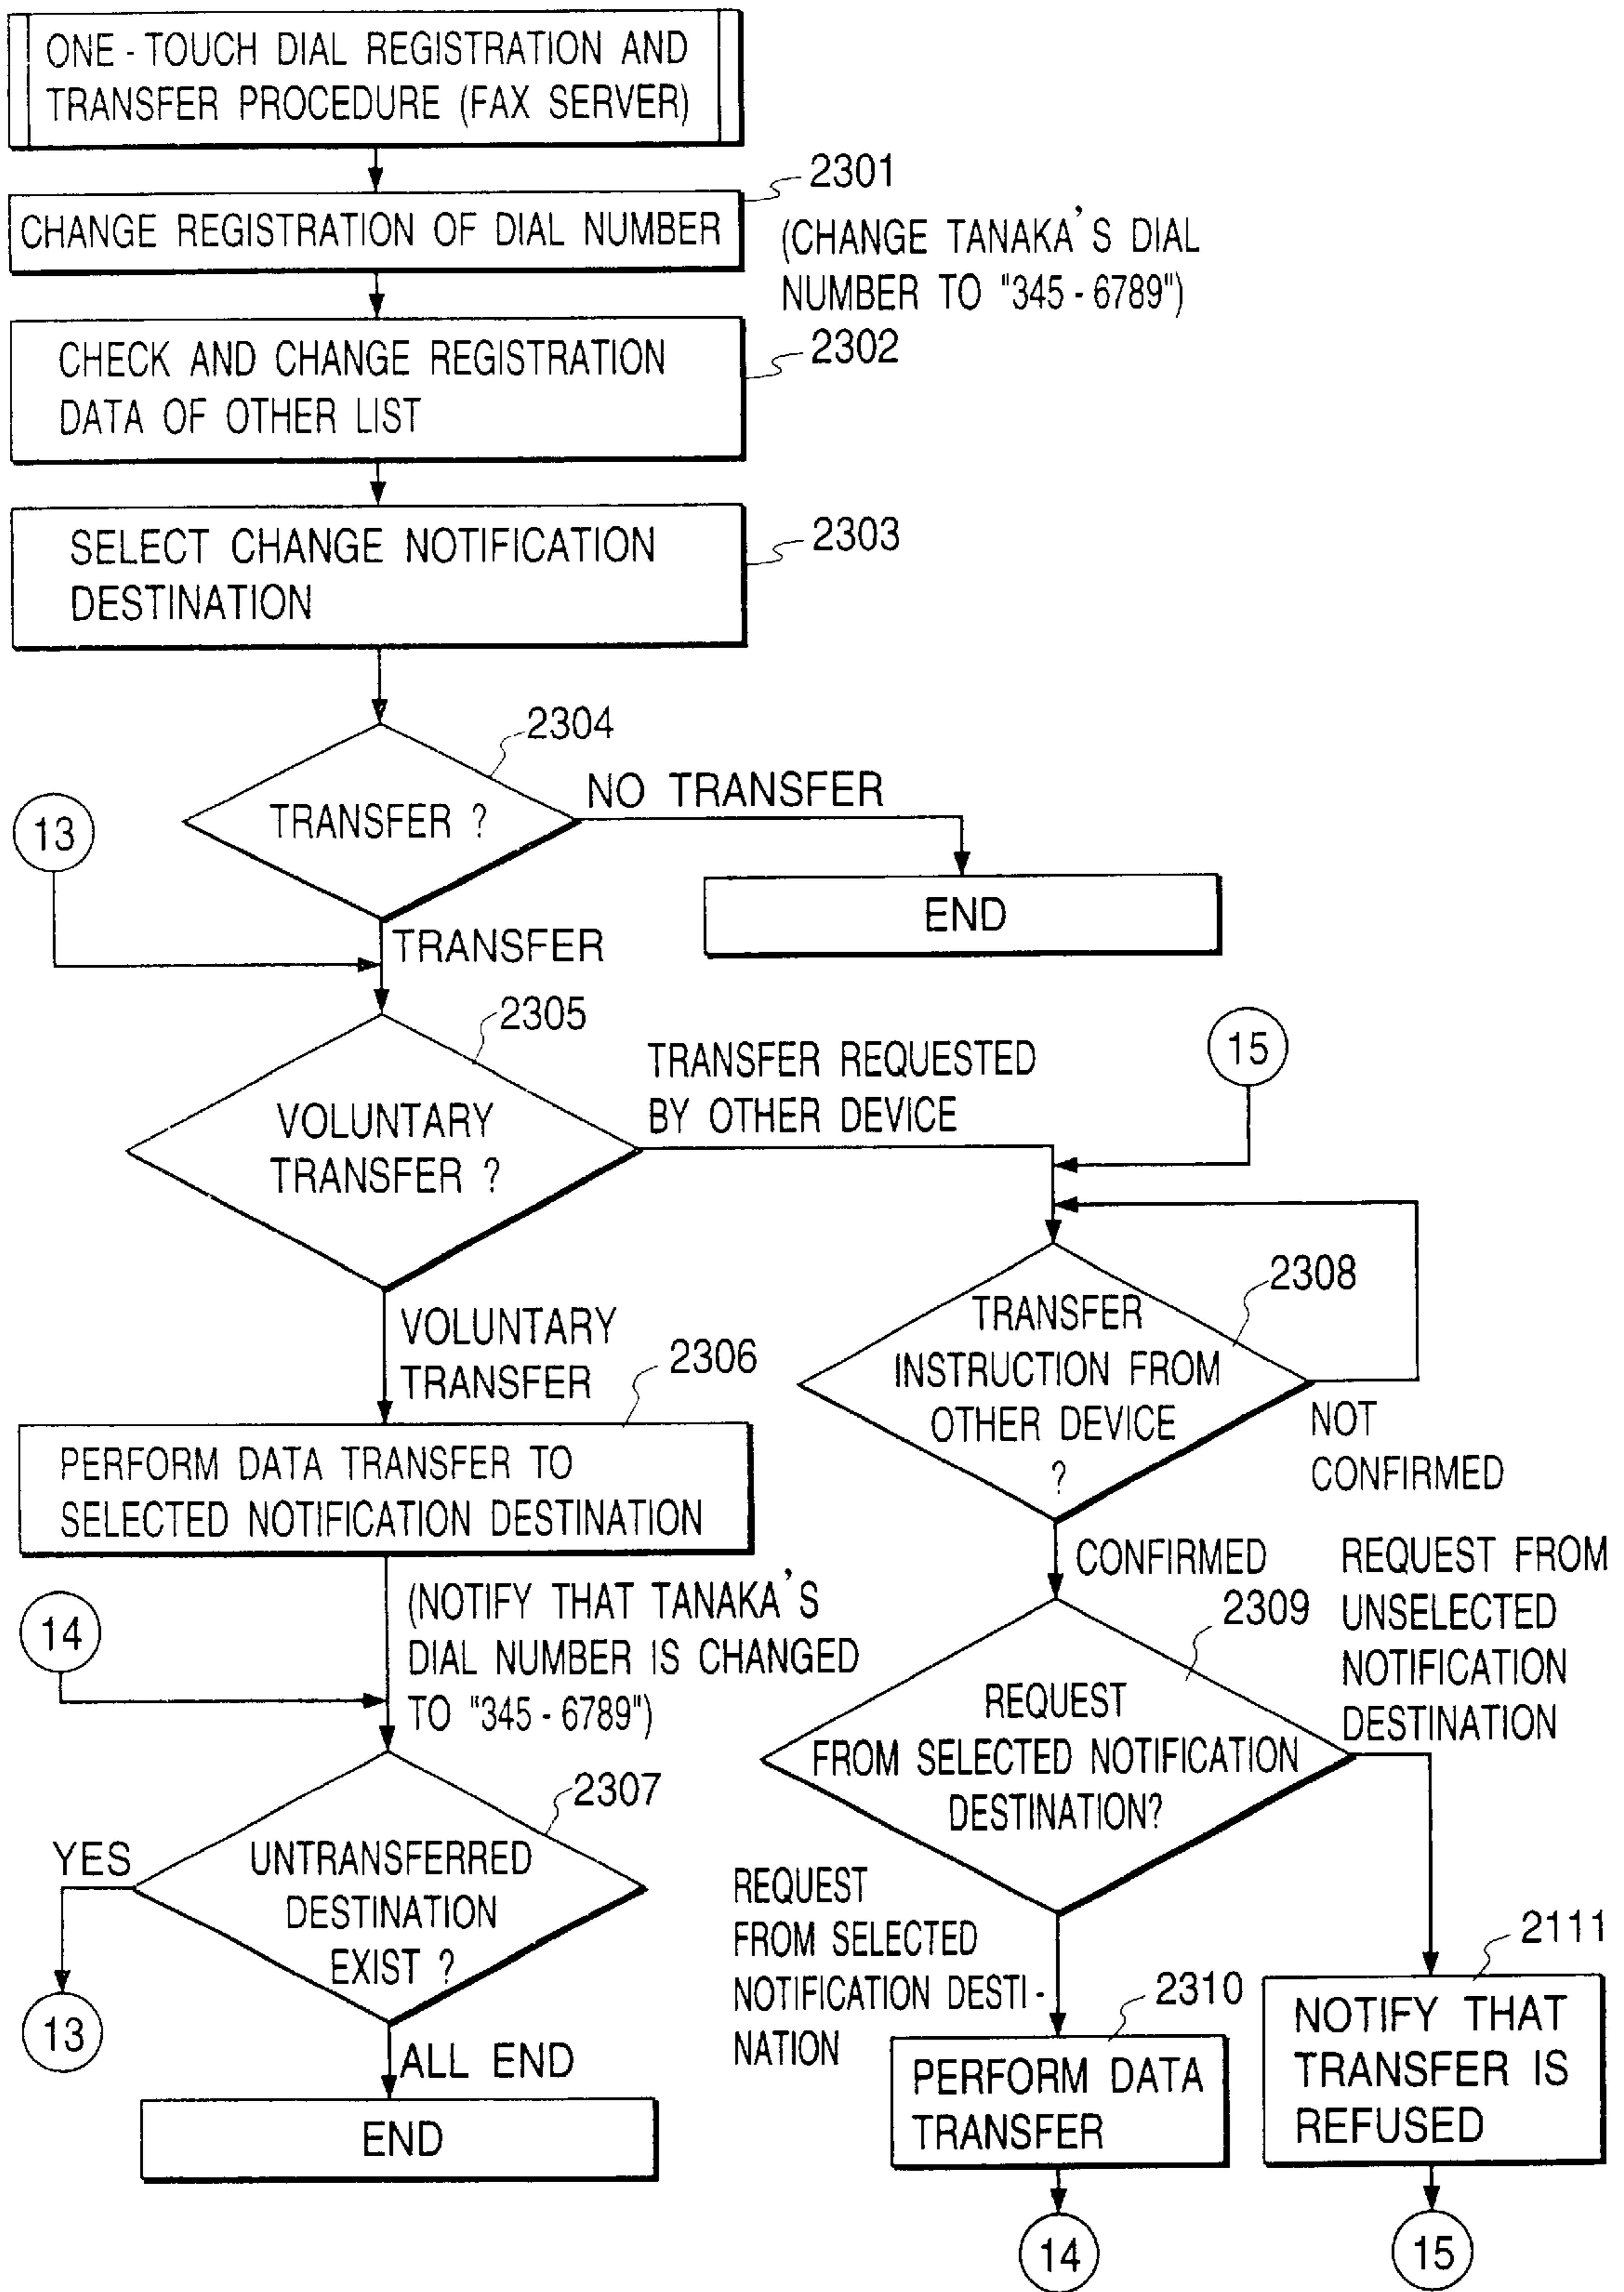 ONE - TOUCH DIAL REGISTRATION AND
TRANSFER PROCEDURE (FAX SERVER)
2301
CHANGE REGISTRATION OF DIAL NUMBER
(CHANGE TANAKA'S DIAL
NUMBER TO "345 - 6789")
2302
CHECK AND CHANGE REGISTRATION
DATA OF OTHER LIST
2303
SELECT CHANGE NOTIFICATION
DESTINATION
2304
TRANSFER ?
NO TRANSFER
END
13
TRANSFER
2305
VOLUNTARY
TRANSFER ?
TRANSFER REQUESTED
BY OTHER DEVICE
15
VOLUNTARY
TRANSFER
2306
PERFORM DATA TRANSFER TO
SELECTED NOTIFICATION DESTINATION
2308
TRANSFER
INSTRUCTION FROM
OTHER DEVICE
?
NOT
CONFIRMED
CONFIRMED
14
(NOTIFY THAT TANAKA'S
DIAL NUMBER IS CHANGED
TO "345 - 6789")
2309
REQUEST
FROM SELECTED NOTIFICATION
DESTINATION?
REQUEST FROM
UNSELECTED
NOTIFICATION
DESTINATION
2307
UNTRANSFERRED
DESTINATION
EXIST ?
YES
13
ALL END
END
REQUEST
FROM SELECTED
NOTIFICATION DESTI -
NATION
2310
PERFORM DATA
TRANSFER
14
2111
NOTIFY THAT
TRANSFER IS
REFUSED
15